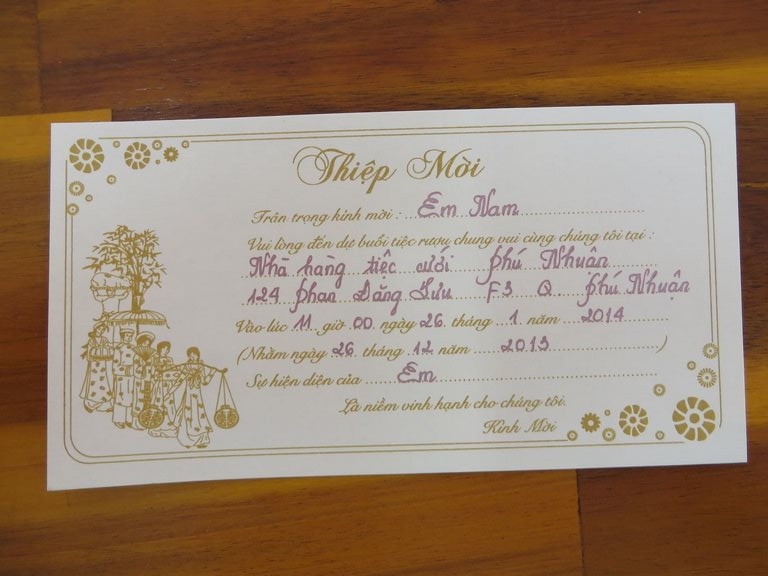 Thiệp Mời
Trân trọng kính mời : Em Nam
Vui lòng đến dự buổi tiệc rượu chung vui cùng chúng tôi tại :
Nhà hàng tiệc cưới Phú Nhuận
124 Phan Đăng Lưu F3 Q Phú Nhuận
Vào lúc 11 giờ 00 ngày 26 tháng 1 năm 2014
(Nhằm ngày 26 tháng 12 năm 2013)
Sự hiện diện của Em
Là niềm vinh hạnh cho chúng tôi.
Kính Mời